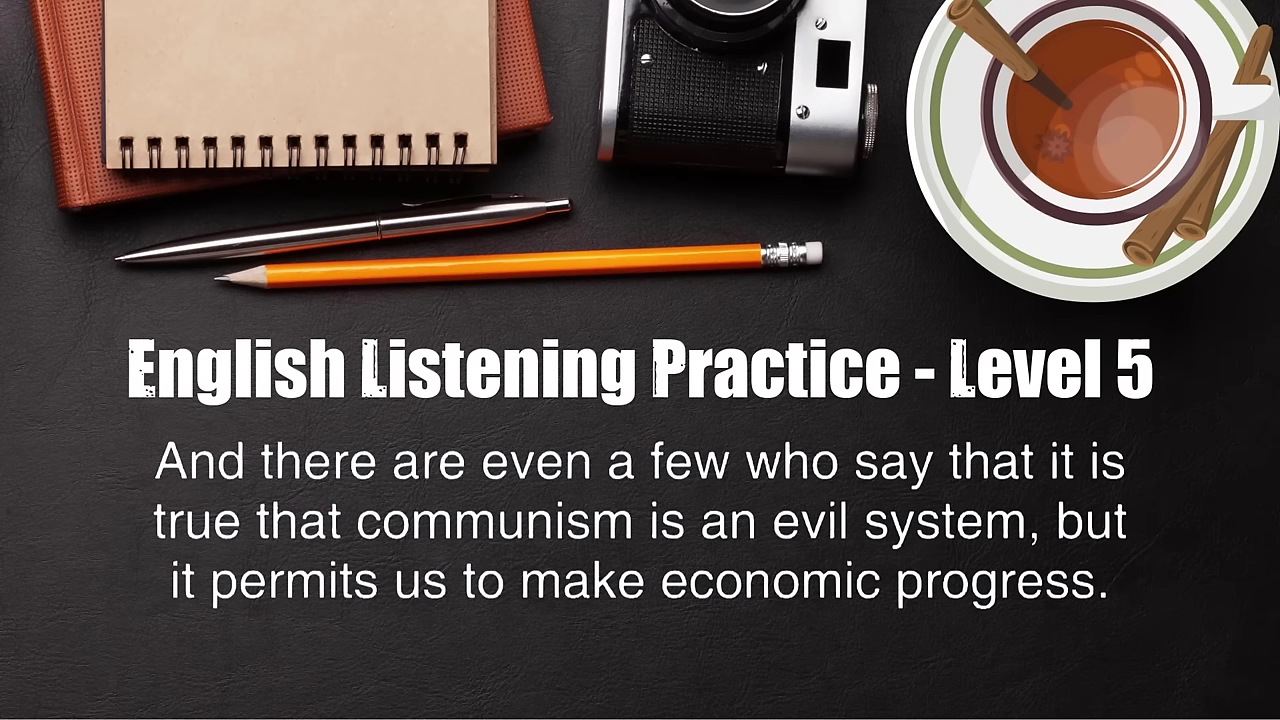 English Listening Practice - Level 5
And there are even a few who say that it is
true that communism is an evil system, but
it permits us to make economic progress.